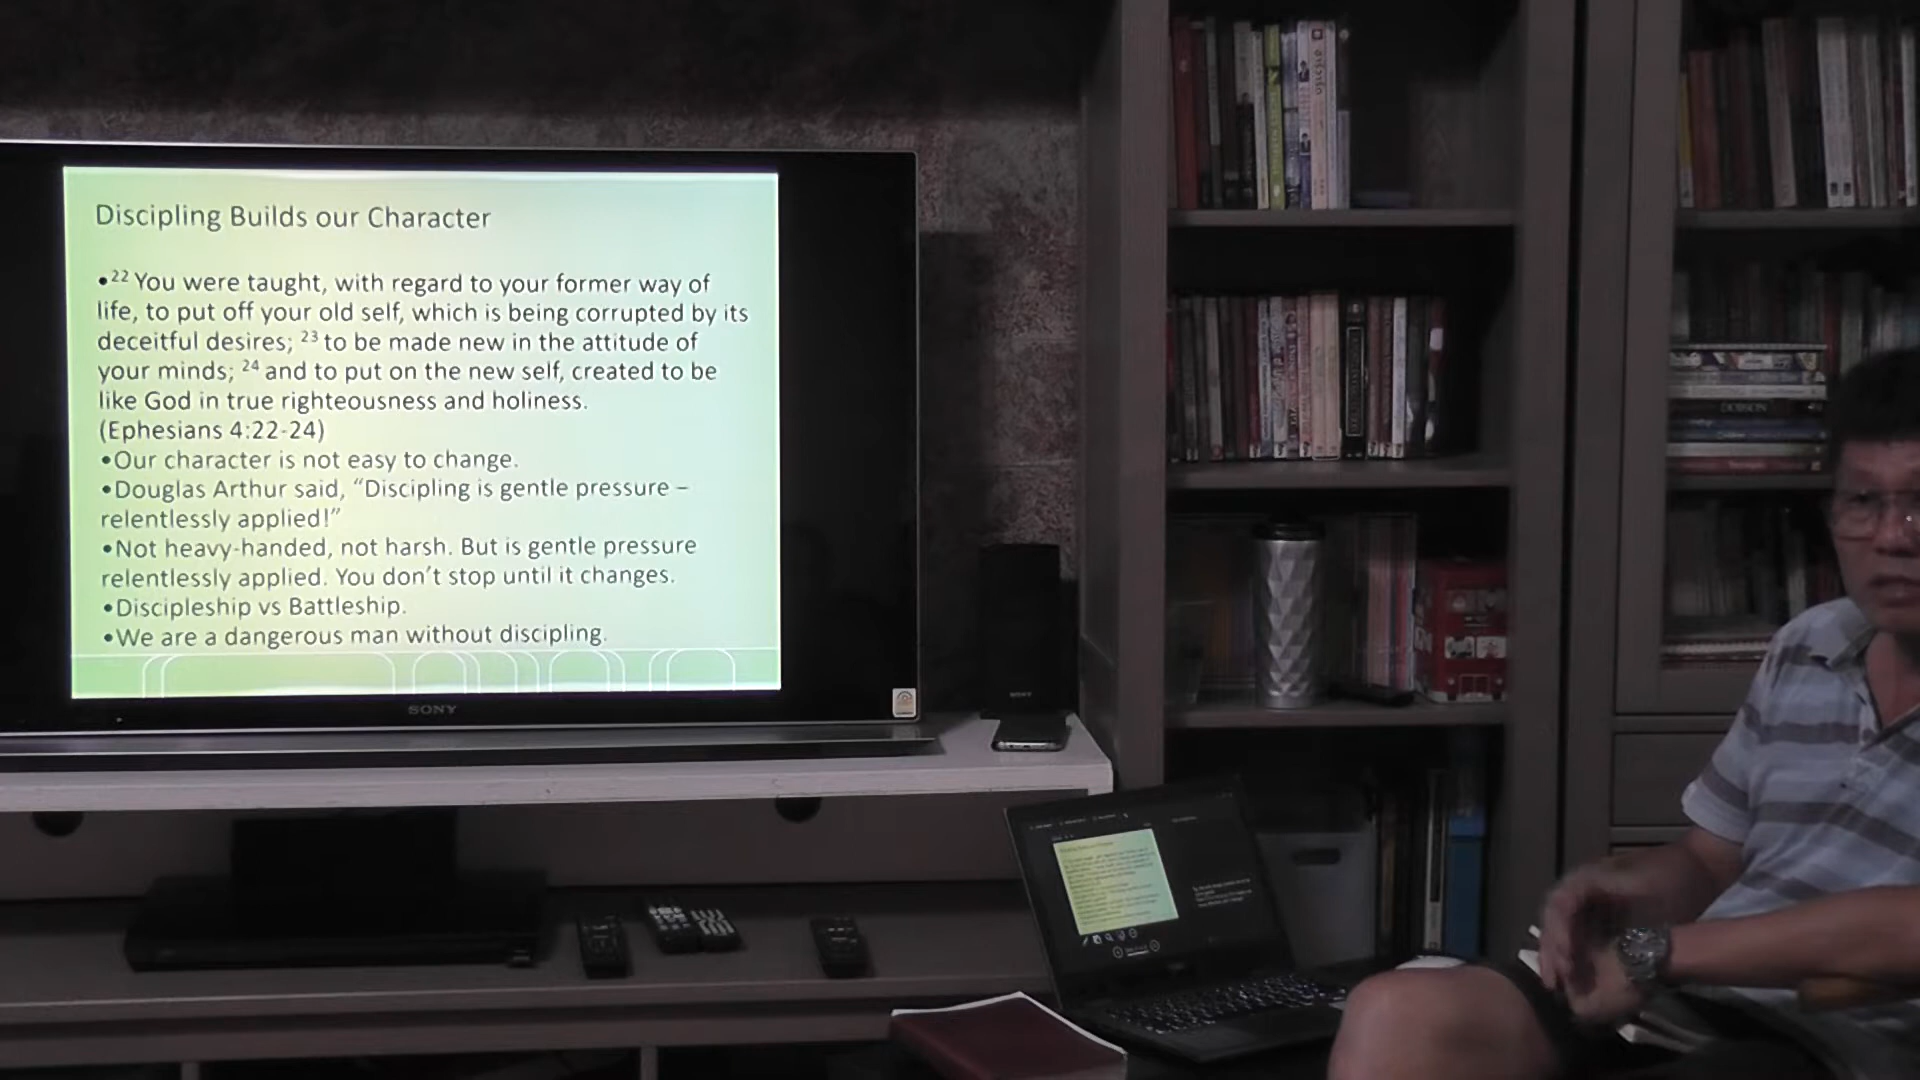 Discipling Builds our Character
•22 You were taught, with regard to your former way of
life, to put off your old self, which is being corrupted by its
deceitful desires; 23 to be made new in the attitude of
your minds; 24 and to put on the new self, created to be
like God in true righteousness and holiness.
(Ephesians 4:22-24)
•Our character is not easy to change.
•Douglas Arthur said, “Discipling is gentle pressure –
relentlessly applied!”
•Not heavy-handed, not harsh. But is gentle pressure
relentlessly applied. You don’t stop until it changes.
•Discipleship vs Battleship.
•We are a dangerous man without discipling.
SONY
SONY
DOBSON